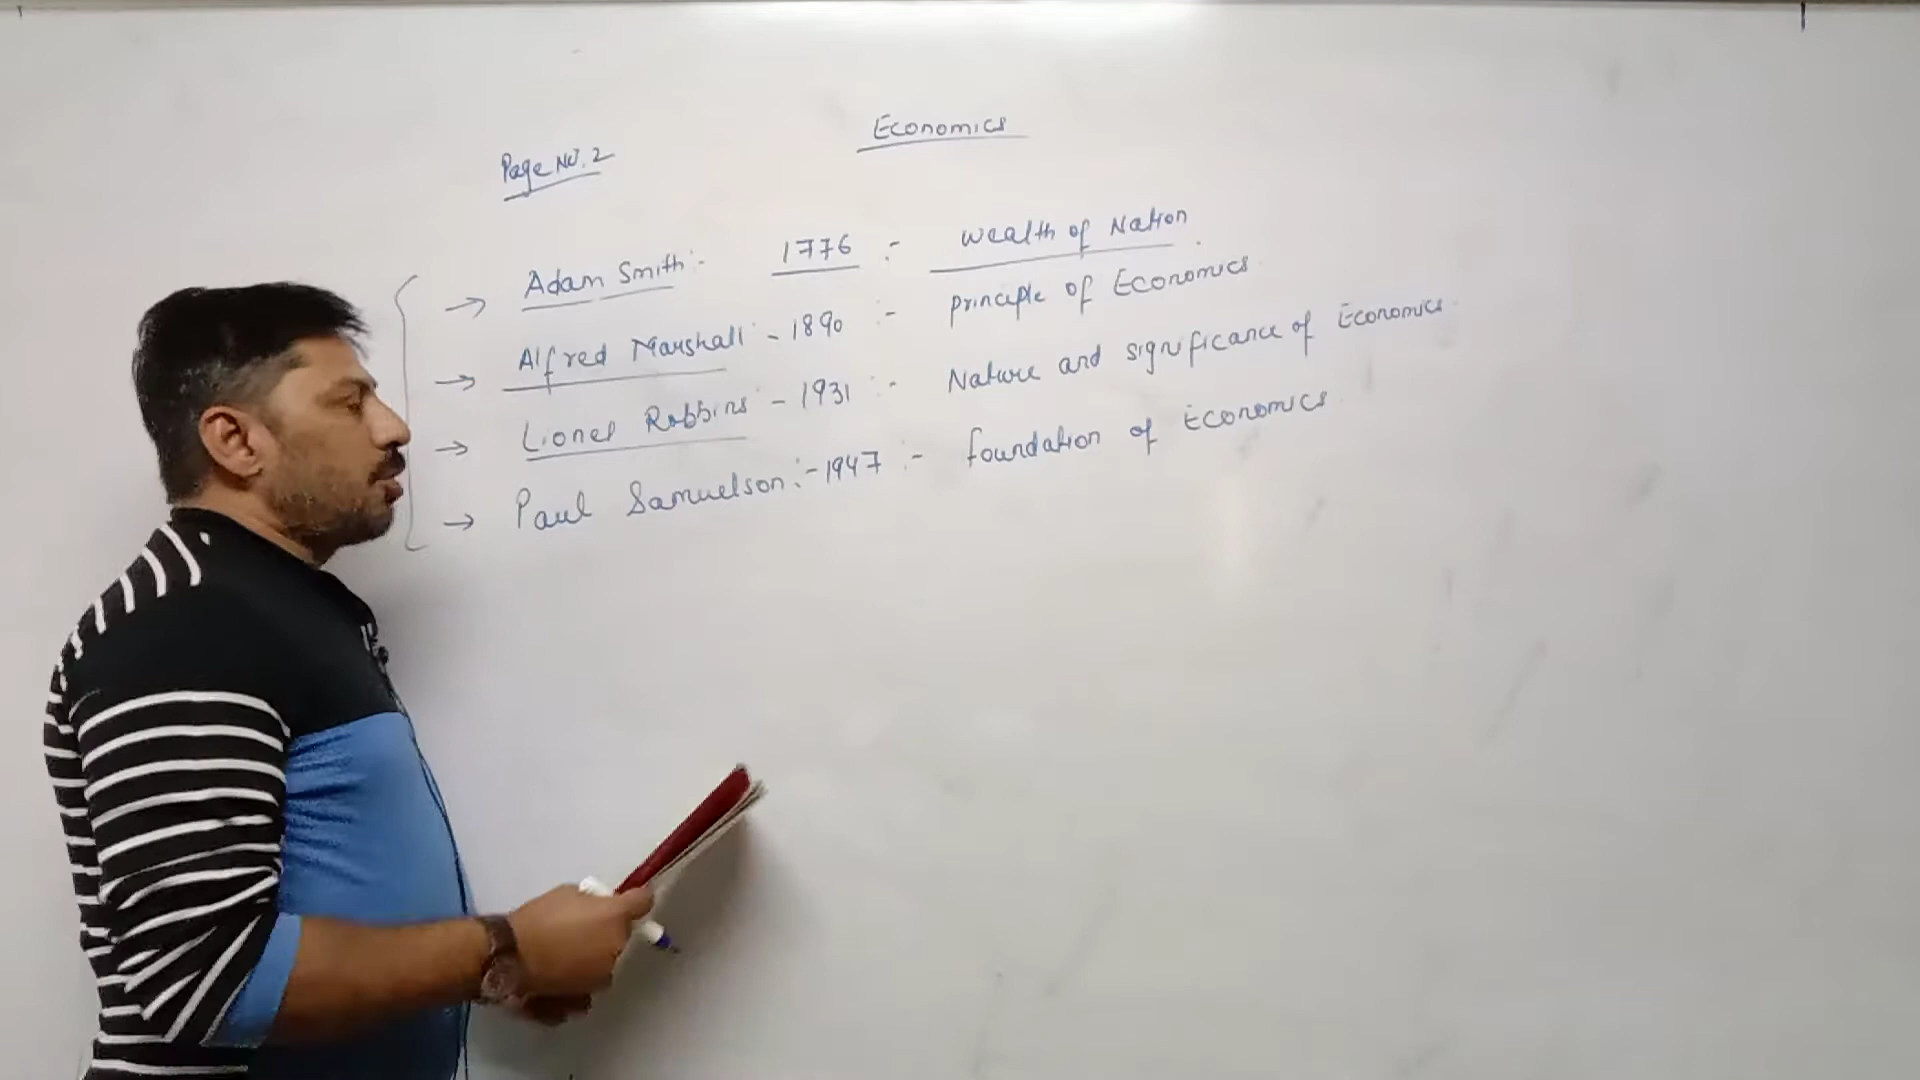 Economics
Page No. 2
→ Adam Smith:- 1776 :- Wealth of Nation
→ Alfred Marshall - 1890 :- principle of Economics.
→ Lionel Robbins - 1931 :- Nature and significance of Economics.
→ Paul Samuelson:- 1947 :- foundation of Economics.